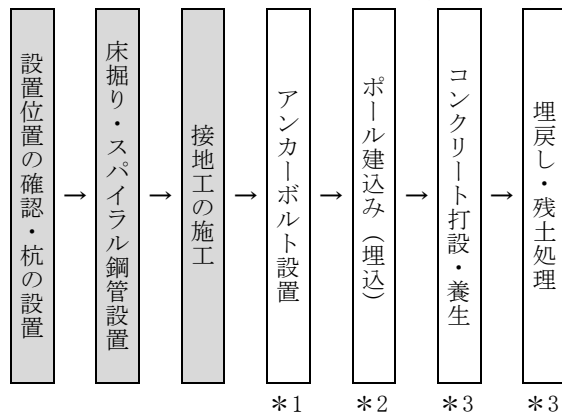 設置位置の確認・杭の設置
→
床掘り・スパイラル鋼管設置
→
接地工の施工
→
アンカーボルト設置
→
ポール建込み（埋込）
→
コンクリート打設・養生
→
埋戻し・残土処理
＊1
＊2
＊3
＊3